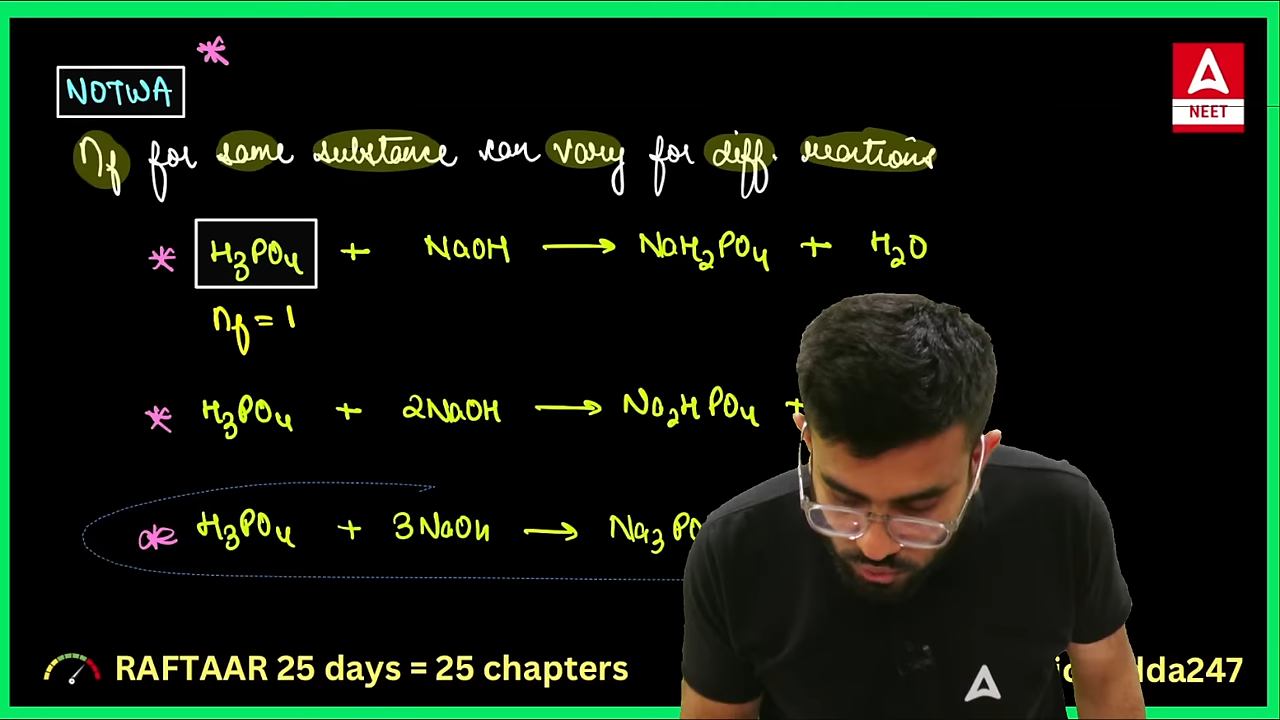 *
NOTWA
NEET
nf for same substance can vary for diff. reactions
* H₃PO₄ + NaOH ⟶ NaH₂PO₄ + H₂O
nf = 1
* H₃PO₄ + 2NaOH ⟶ Na₂HPO₄ +
* H₃PO₄ + 3NaOH ⟶ Na₃PO
RAFTAAR 25 days = 25 chapters
dda247